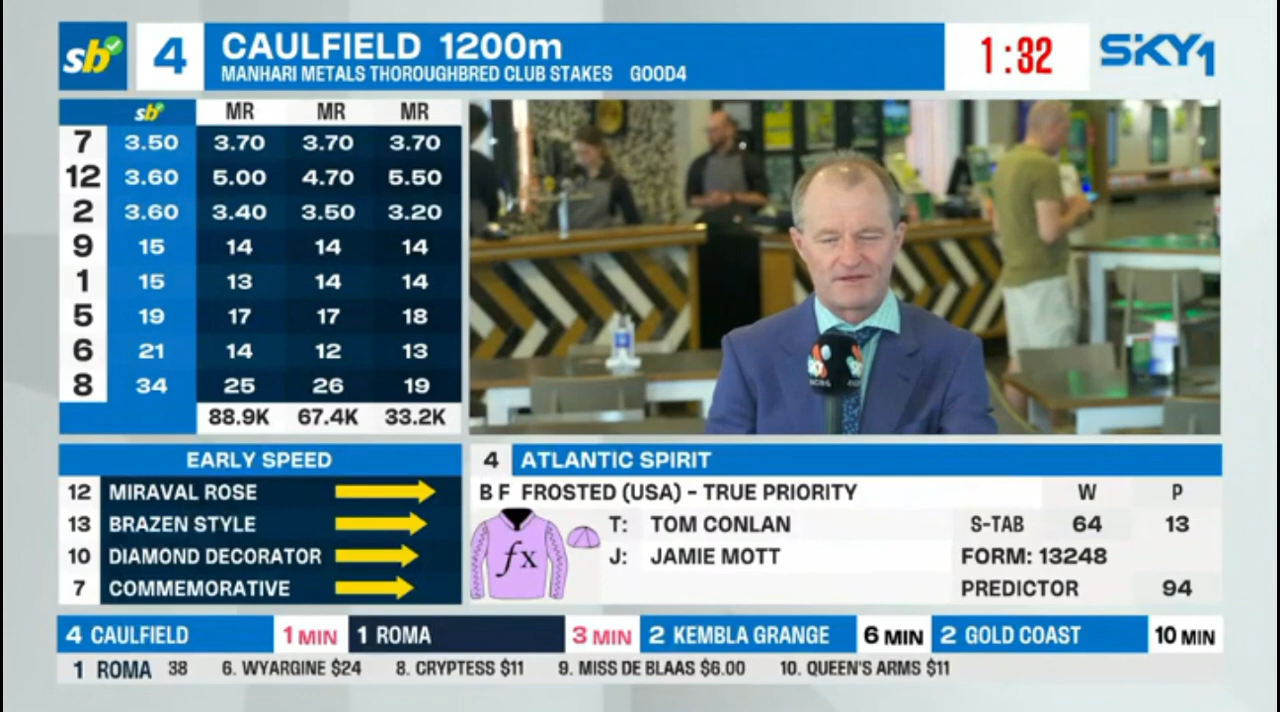 sb 4 CAULFIELD 1200m 1:32 SKY1
MANHARI METALS THOROUGHBRED CLUB STAKES GOOD4
sb MR MR MR
7 3.50 3.70 3.70 3.70
12 3.60 5.00 4.70 5.50
2 3.60 3.40 3.50 3.20
9 15 14 14 14
1 15 13 14 14
5 19 17 17 18
6 21 14 12 13
8 34 25 26 19
88.9K 67.4K 33.2K
EARLY SPEED
12 MIRAVAL ROSE
13 BRAZEN STYLE
10 DIAMOND DECORATOR
7 COMMEMORATIVE
4 ATLANTIC SPIRIT
B F FROSTED (USA) – TRUE PRIORITY W P
fx
T: TOM CONLAN S-TAB 64 13
J: JAMIE MOTT FORM: 13248
PREDICTOR 94
4 CAULFIELD 1 MIN 1 ROMA 3 MIN 2 KEMBLA GRANGE 6 MIN 2 GOLD COAST 10 MIN
1 ROMA 38 6. WYARGINE $24 8. CRYPTESS $11 9. MISS DE BLAAS $6.00 10. QUEEN'S ARMS $11